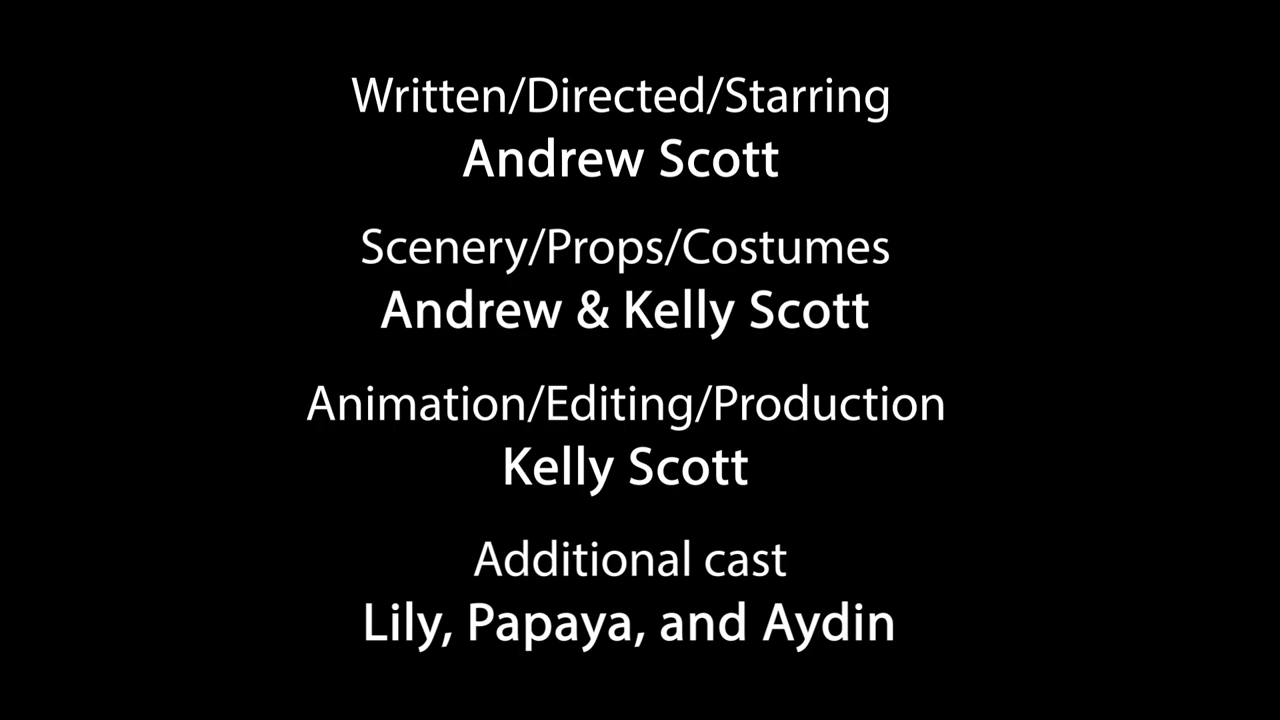 Written/Directed/Starring
Andrew Scott
Scenery/Props/Costumes
Andrew & Kelly Scott
Animation/Editing/Production
Kelly Scott
Additional cast
Lily, Papaya, and Aydin